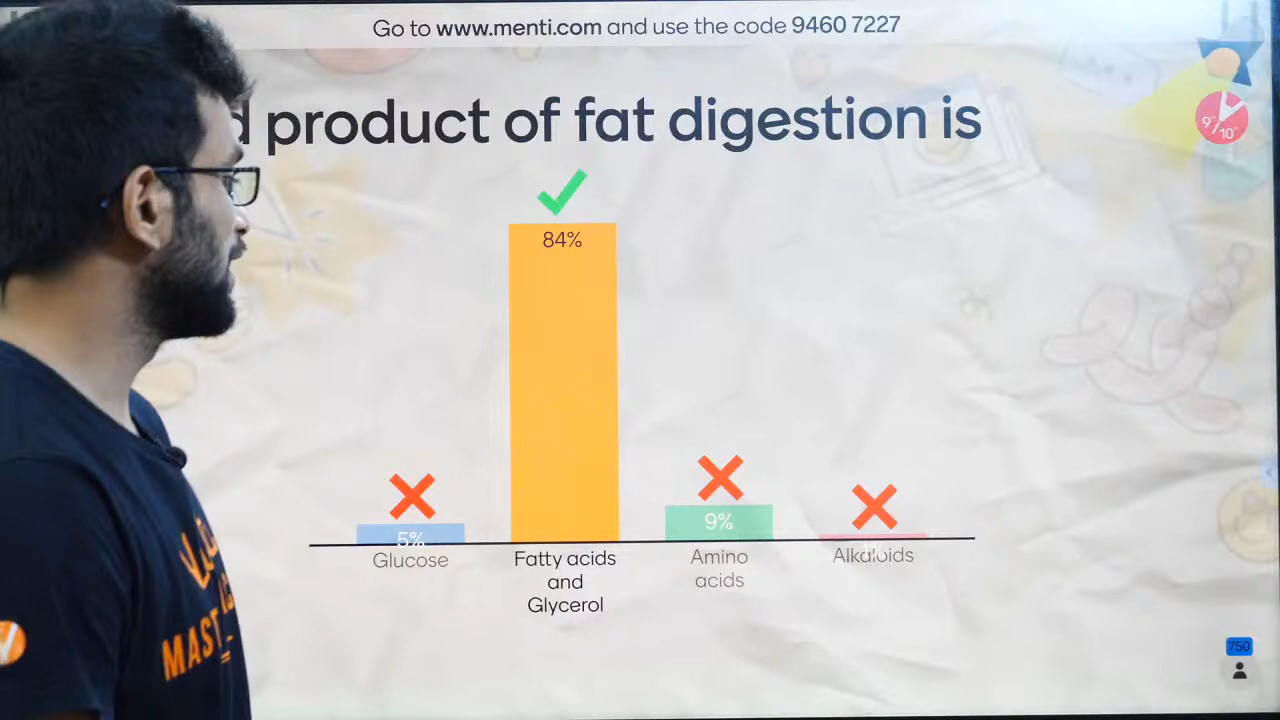 Go to www.menti.com and use the code 9460 7227
product of fat digestion is
9/10
84%
5%
9%
Glucose
Fatty acids
and
Glycerol
Amino
acids
Alkaloids
MAST
750